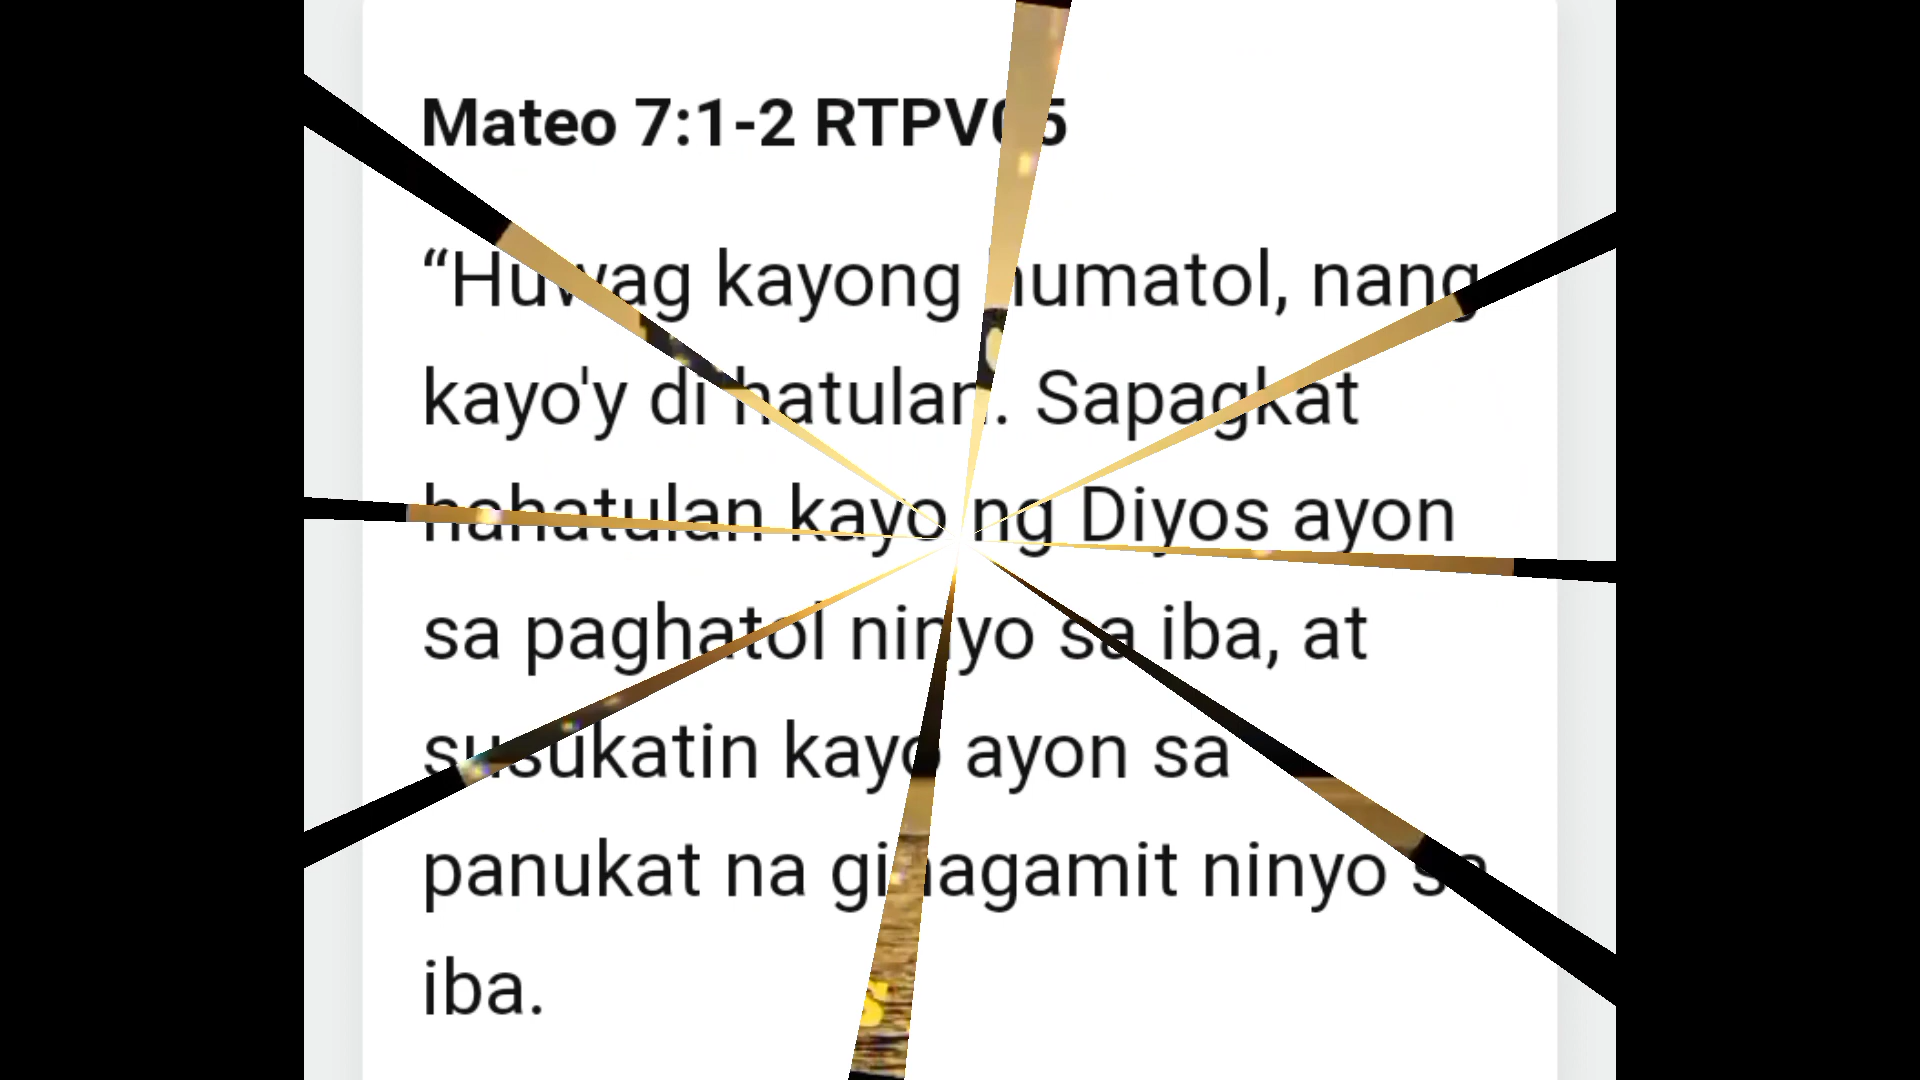 Mateo 7:1-2 RTPV05
“Huwag kayong humatol, nang
kayo'y di hatulan. Sapagkat
hahatulan kayo ng Diyos ayon
sa paghatol ninyo sa iba, at
susukatin kayo ayon sa
panukat na ginagamit ninyo sa
iba.